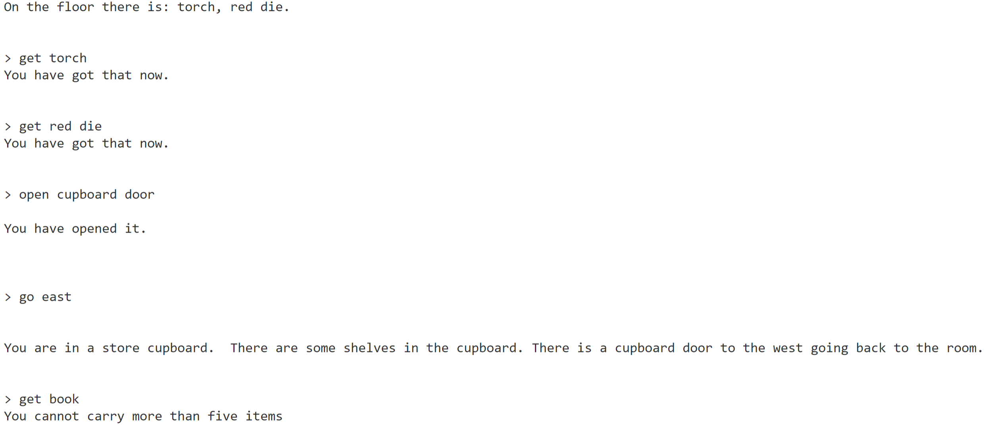 On the floor there is: torch, red die.
> get torch
You have got that now.
> get red die
You have got that now.
> open cupboard door
You have opened it.
> go east
You are in a store cupboard.  There are some shelves in the cupboard. There is a cupboard door to the west going back to the room.
> get book
You cannot carry more than five items